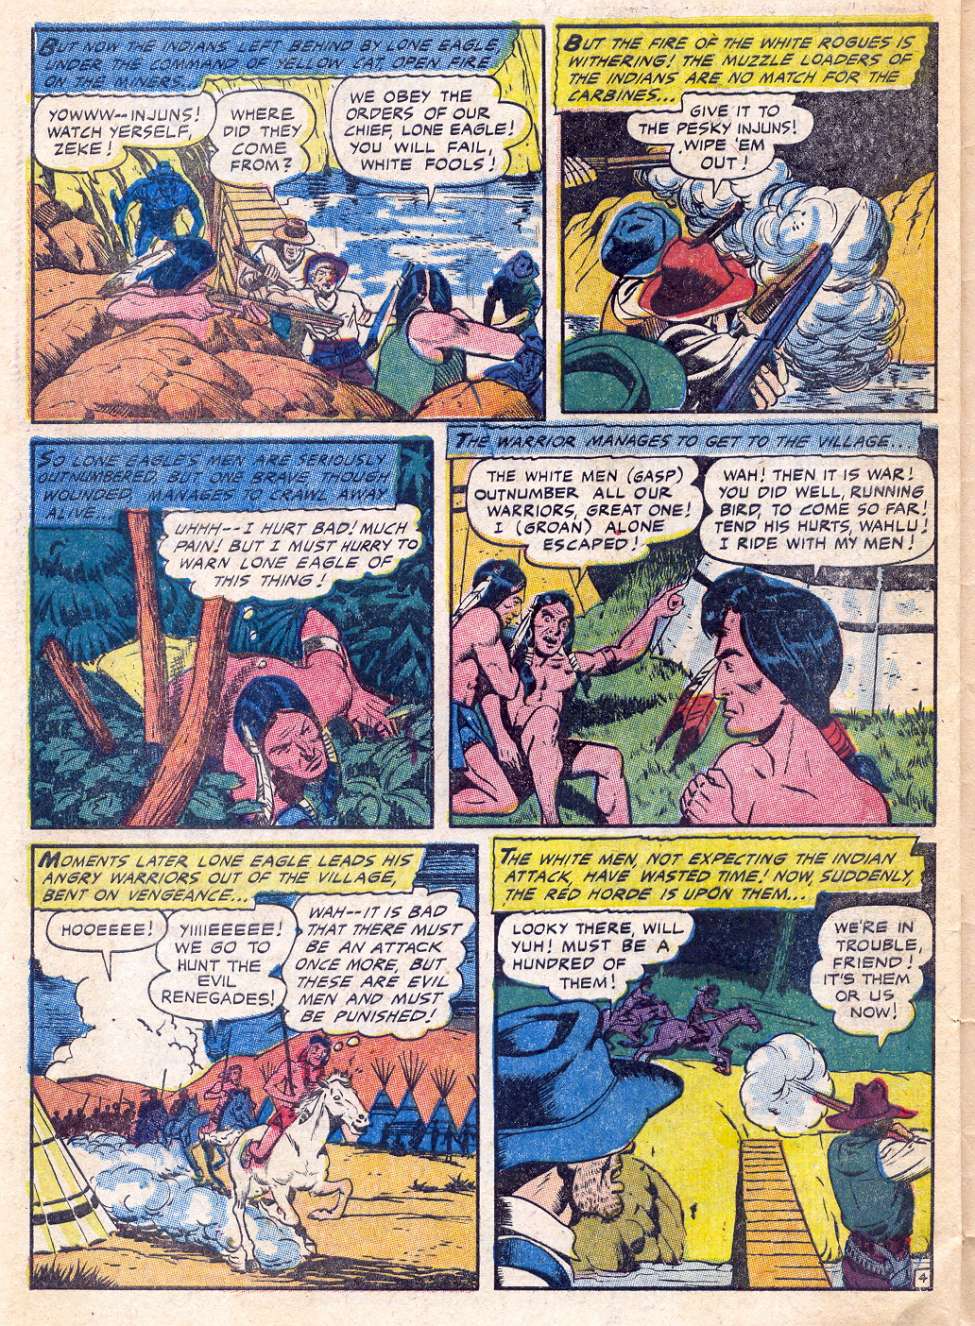 BUT NOW THE INDIANS LEFT BEHIND BY LONE EAGLE,
UNDER THE COMMAND OF YELLOW CAT, OPEN FIRE
ON THE MINERS...
YOWWW--INJUNS!
WATCH YERSELF,
ZEKE!
WHERE
DID THEY
COME
FROM?
WE OBEY THE
ORDERS OF OUR
CHIEF, LONE EAGLE!
YOU WILL FAIL,
WHITE FOOLS!
BUT THE FIRE OF THE WHITE ROGUES IS
WITHERING! THE MUZZLE LOADERS OF
THE INDIANS ARE NO MATCH FOR THE
CARBINES...
GIVE IT TO
THE PESKY INJUNS!
WIPE 'EM
OUT!
SO LONE EAGLE'S MEN ARE SERIOUSLY
OUTNUMBERED, BUT ONE BRAVE, THOUGH
WOUNDED, MANAGES TO CRAWL AWAY
ALIVE...
UHHH--I HURT BAD! MUCH
PAIN! BUT I MUST HURRY TO
WARN LONE EAGLE OF
THIS THING!
THE WARRIOR MANAGES TO GET TO THE VILLAGE...
THE WHITE MEN (GASP)
OUTNUMBER ALL OUR
WARRIORS, GREAT ONE!
I (GROAN) ALONE
ESCAPED!
WAH! THEN IT IS WAR!
YOU DID WELL, RUNNING
BIRD, TO COME SO FAR!
TEND HIS HURTS, WAHLU!
I RIDE WITH MY MEN!
MOMENTS LATER LONE EAGLE LEADS HIS
ANGRY WARRIORS OUT OF THE VILLAGE,
BENT ON VENGEANCE...
HOOEEEE!
YIIIEEEEE!
WE GO TO
HUNT THE
EVIL
RENEGADES!
WAH--IT IS BAD
THAT THERE MUST
BE AN ATTACK
ONCE MORE, BUT
THESE ARE EVIL
MEN AND MUST
BE PUNISHED!
THE WHITE MEN, NOT EXPECTING THE INDIAN
ATTACK, HAVE WASTED TIME! NOW, SUDDENLY,
THE RED HORDE IS UPON THEM...
LOOKY THERE, WILL
YUH! MUST BE A
HUNDRED OF
THEM!
WE'RE IN
TROUBLE,
FRIEND!
IT'S THEM
OR US
NOW!
4